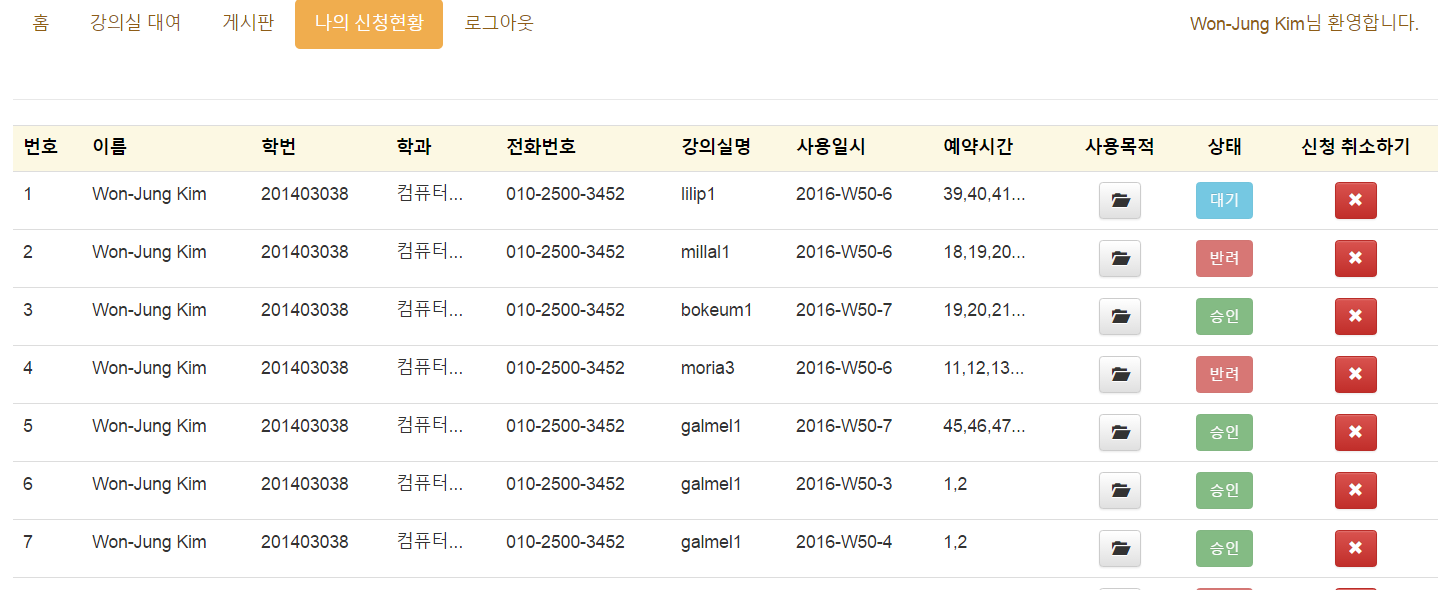 홈 강의실 대여 게시판 나의 신청현황 로그아웃 Won-Jung Kim님 환영합니다.
번호 이름 학번 학과 전화번호 강의실명 사용일시 예약시간 사용목적 상태 신청 취소하기
1 Won-Jung Kim 201403038 컴퓨터... 010-2500-3452 lilip1 2016-W50-6 39,40,41... 대기
2 Won-Jung Kim 201403038 컴퓨터... 010-2500-3452 millal1 2016-W50-6 18,19,20... 반려
3 Won-Jung Kim 201403038 컴퓨터... 010-2500-3452 bokeum1 2016-W50-7 19,20,21... 승인
4 Won-Jung Kim 201403038 컴퓨터... 010-2500-3452 moria3 2016-W50-6 11,12,13... 반려
5 Won-Jung Kim 201403038 컴퓨터... 010-2500-3452 galmel1 2016-W50-7 45,46,47... 승인
6 Won-Jung Kim 201403038 컴퓨터... 010-2500-3452 galmel1 2016-W50-3 1,2 승인
7 Won-Jung Kim 201403038 컴퓨터... 010-2500-3452 galmel1 2016-W50-4 1,2 승인